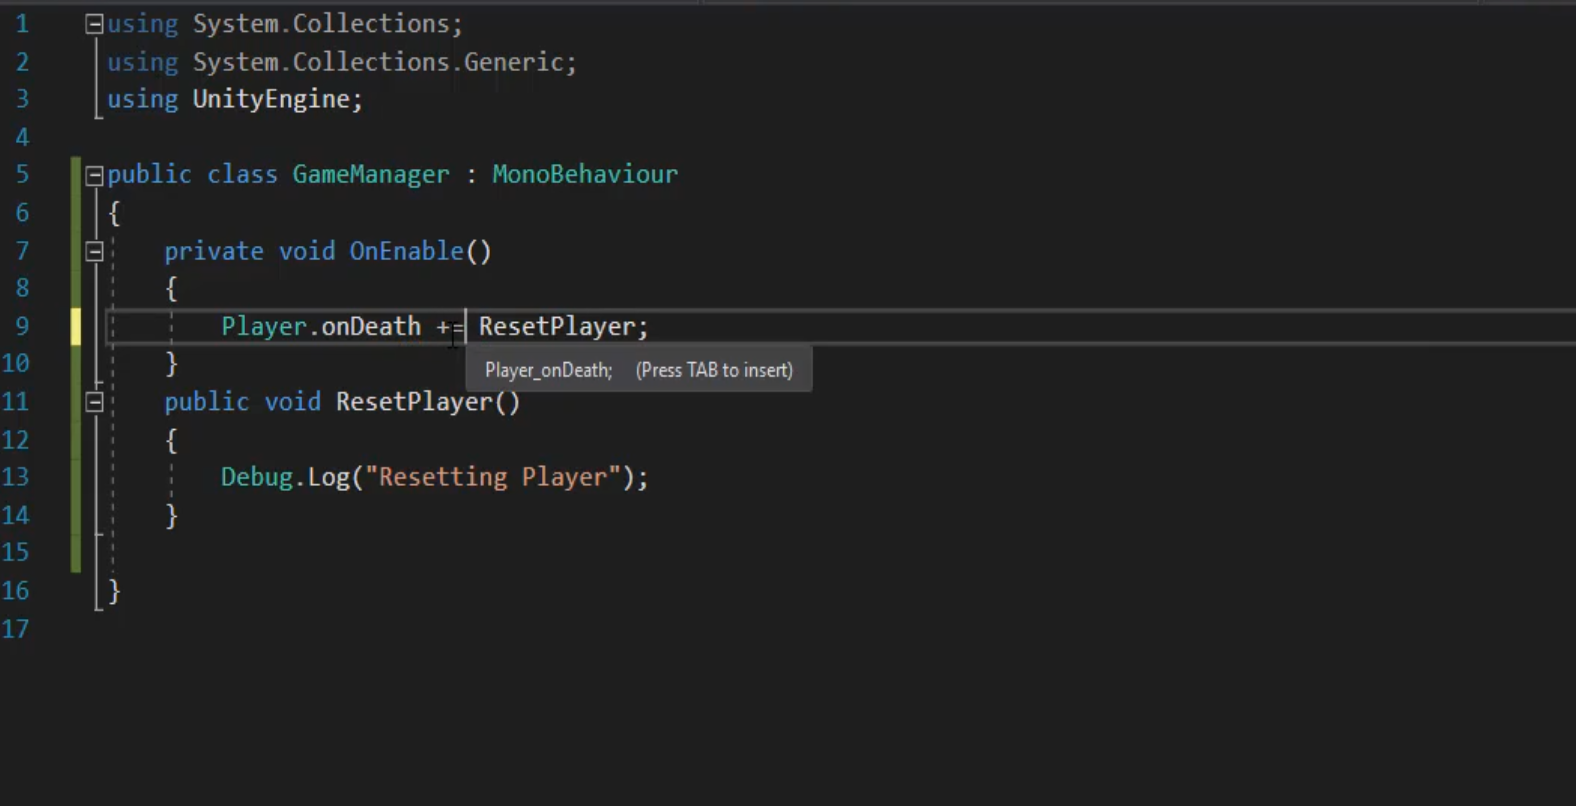 1 using System.Collections;
2 using System.Collections.Generic;
3 using UnityEngine;
4
5 public class GameManager : MonoBehaviour
6 {
7 private void OnEnable()
8 {
9 Player.onDeath += ResetPlayer;
Player_onDeath; (Press TAB to insert)
10 }
11 public void ResetPlayer()
12 {
13 Debug.Log("Resetting Player");
14 }
15
16 }
17